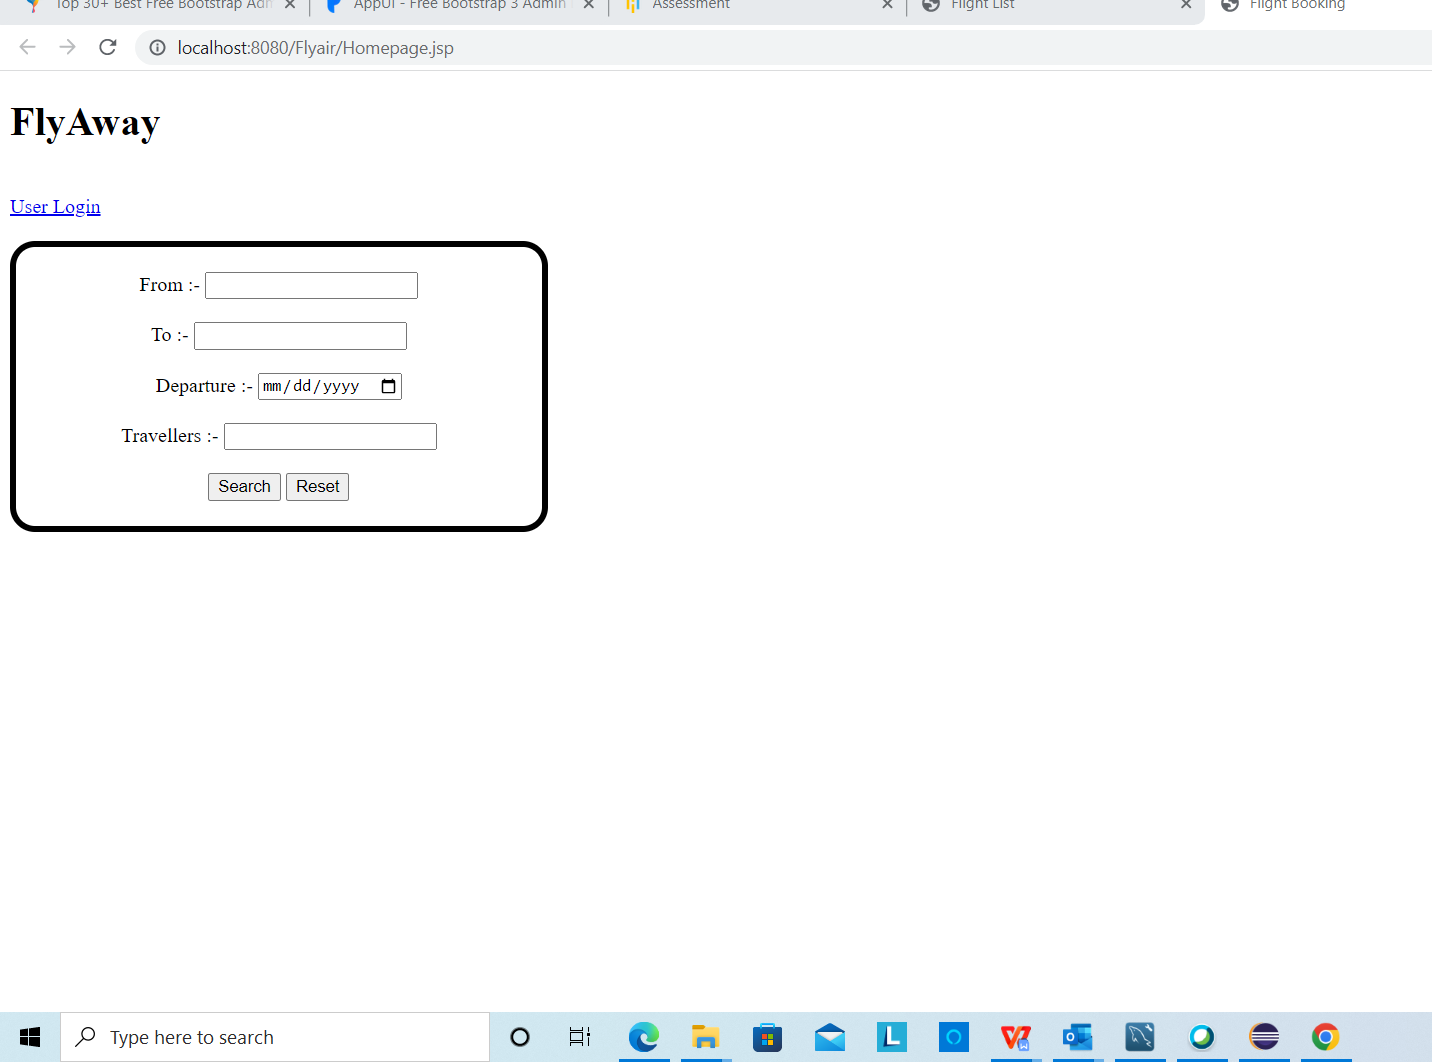 Top 30+ Best Free Bootstrap Adm
AppUI - Free Bootstrap 3 Admin
Assessment
Flight List
Flight Booking
localhost:8080/Flyair/Homepage.jsp
FlyAway
User Login
From :-
To :-
Departure :- mm/dd/yyyy
Travellers :-
Search Reset
Type here to search